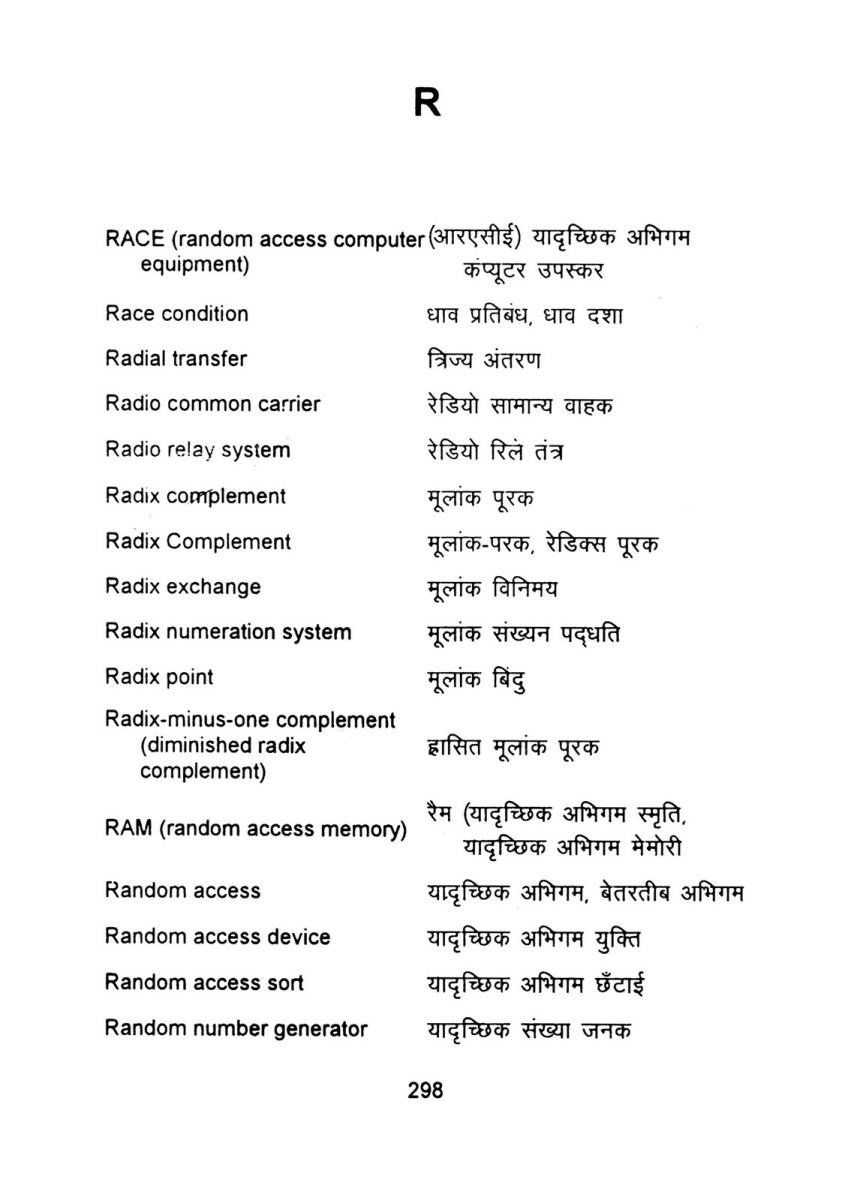 R
RACE (random access computer (आरएसीई) यादृच्छिक अभिगम
equipment) कंप्यूटर उपस्कर
Race condition धाव प्रतिबंध, धाव दशा
Radial transfer त्रिज्य अंतरण
Radio common carrier रेडियो सामान्य वाहक
Radio relay system रेडियो रिले तंत्र
Radix complement मूलांक पूरक
Radix Complement मूलांक-परक, रेडिक्स पूरक
Radix exchange मूलांक विनिमय
Radix numeration system मूलांक संख्यन पद्धति
Radix point मूलांक बिंदु
Radix-minus-one complement
(diminished radix ह्रासित मूलांक पूरक
complement)
RAM (random access memory) रैम (यादृच्छिक अभिगम स्मृति,
यादृच्छिक अभिगम मेमोरी
Random access यादृच्छिक अभिगम, बेतरतीब अभिगम
Random access device यादृच्छिक अभिगम युक्ति
Random access sort यादृच्छिक अभिगम छँटाई
Random number generator यादृच्छिक संख्या जनक
298